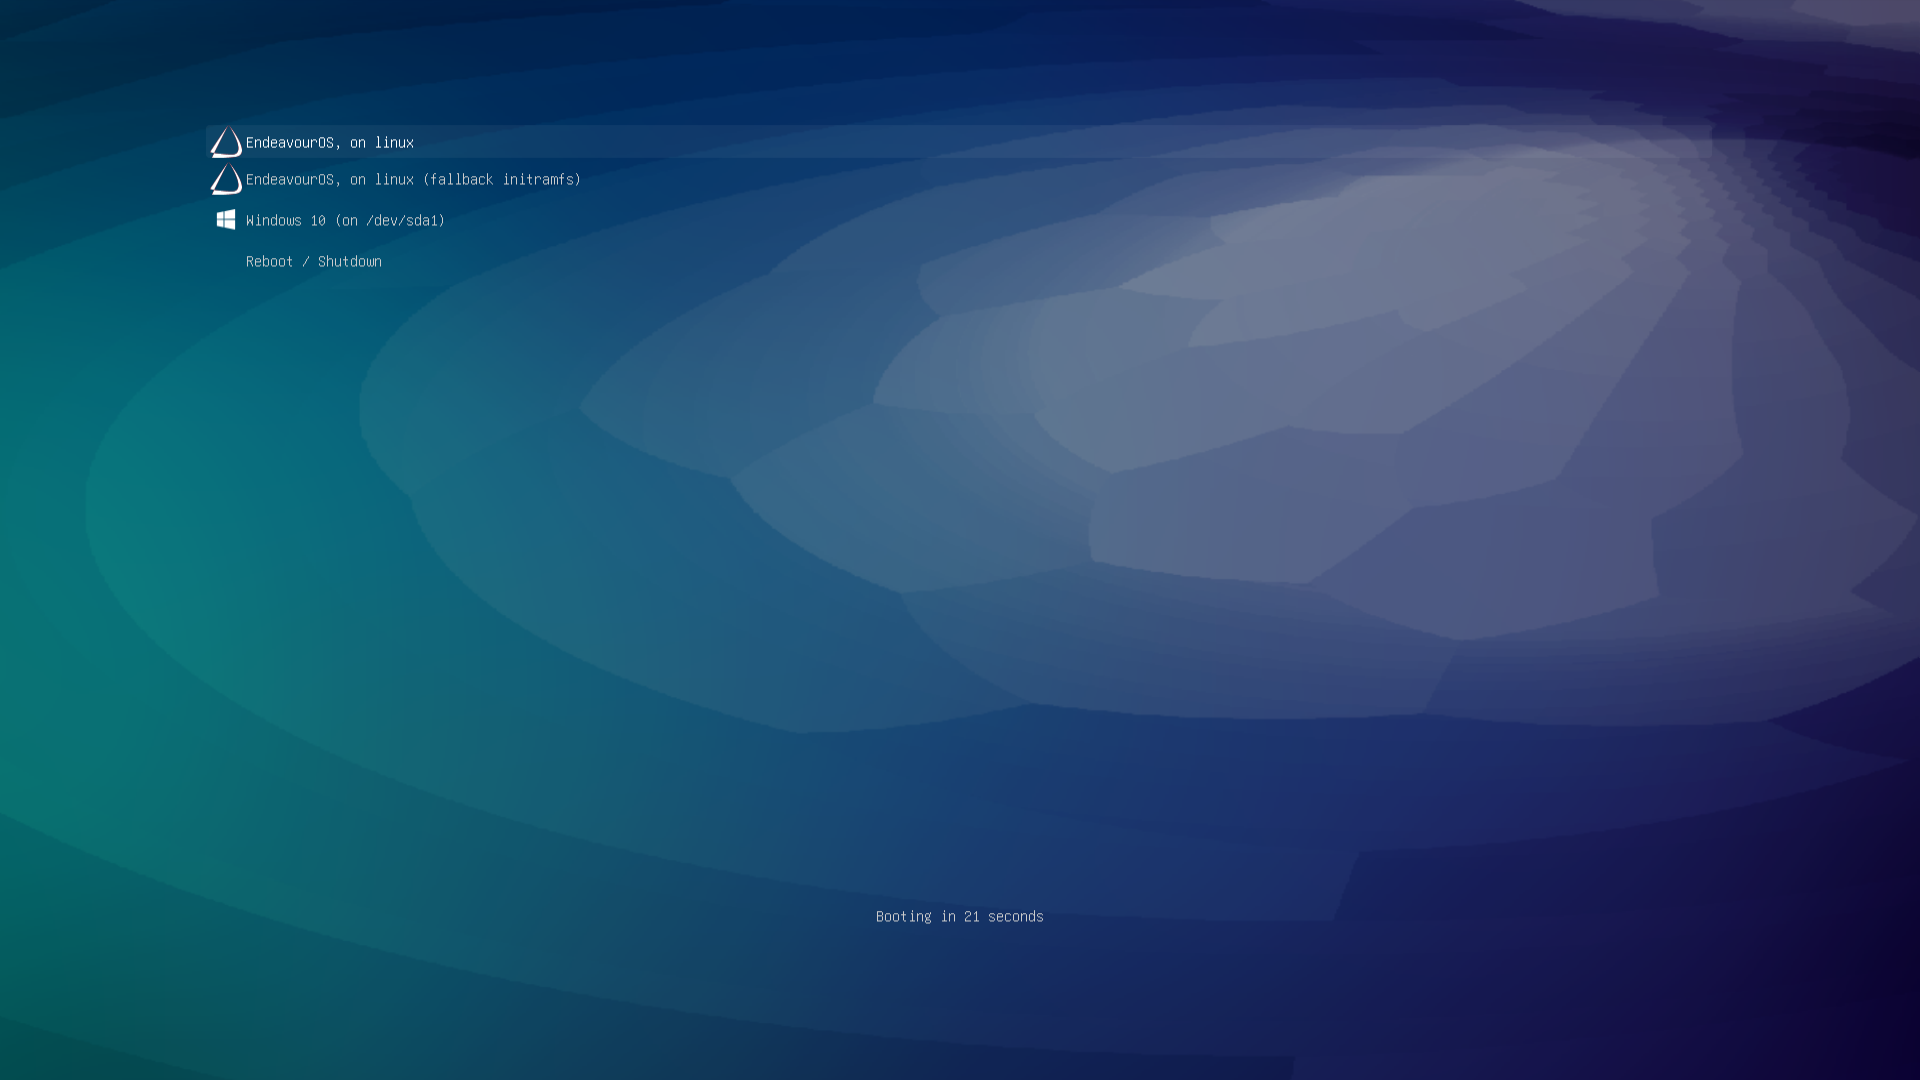 EndeavourOS, on linux
EndeavourOS, on linux (fallback initramfs)
Windows 10 (on /dev/sda1)
Reboot / Shutdown
Booting in 21 seconds